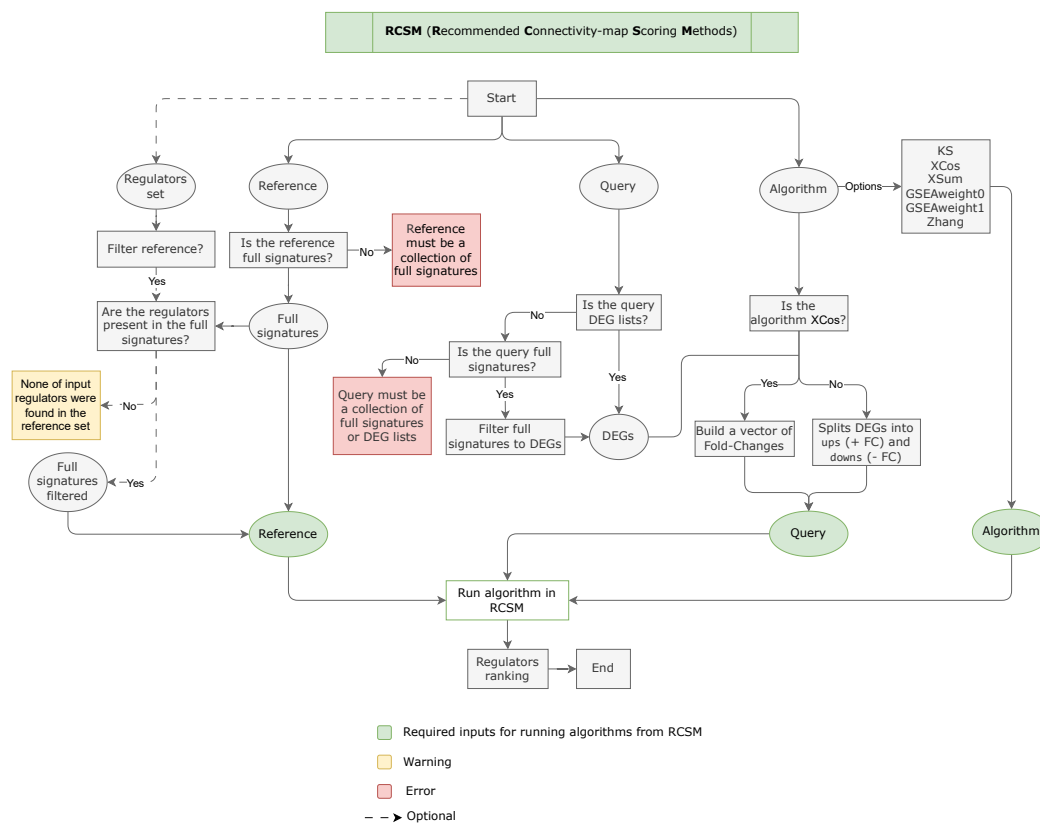 RCSM (Recommended Connectivity-map Scoring Methods)
Start
Regulators
set
Reference
Query
Algorithm
Options
KS
XCos
XSum
GSEAweight0
GSEAweight1
Zhang
Filter reference?
Is the reference
full signatures?
No
Reference
must be a
collection of
full signatures
Yes
Are the regulators
present in the full
signatures?
Full
signatures
Is the query
DEG lists?
Is the
algorithm XCos?
No
Is the query full
signatures?
No
Yes
Yes
Yes
No
None of input
regulators were
found in the
reference set
No
Query must be
a collection of
full signatures
or DEG lists
Filter full
signatures to DEGs
DEGs
Build a vector of
Fold-Changes
Splits DEGs into
ups (+ FC) and
downs (- FC)
Full
signatures
filtered
Yes
Reference
Query
Algorithm
Run algorithm in
RCSM
Regulators
ranking
End
Required inputs for running algorithms from RCSM
Warning
Error
Optional